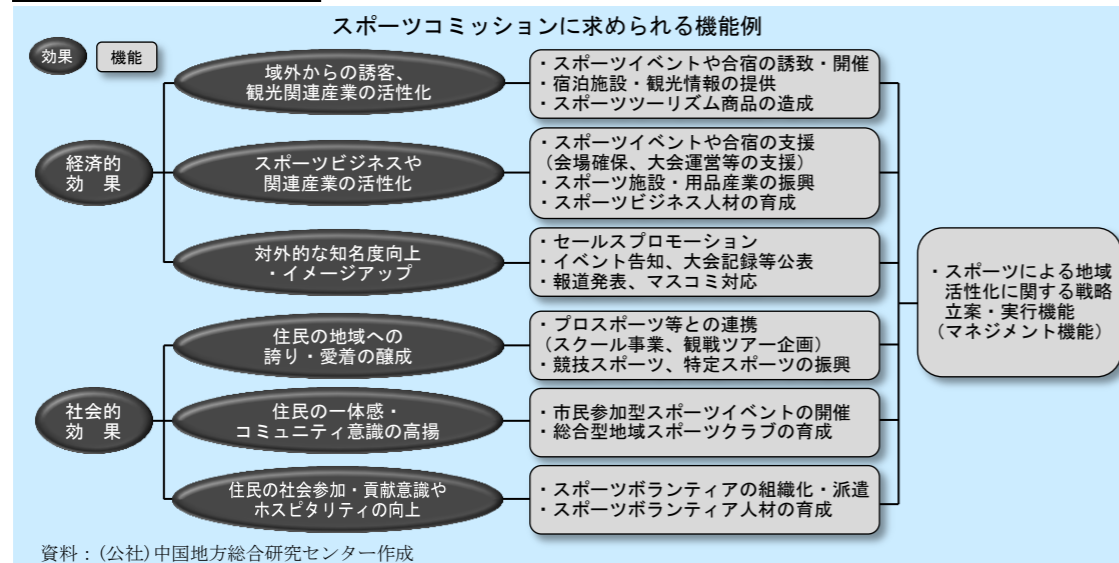 スポーツコミッションに求められる機能例
効果
機能
経済的
効　果
域外からの誘客、
観光関連産業の活性化
・スポーツイベントや合宿の誘致・開催
・宿泊施設・観光情報の提供
・スポーツツーリズム商品の造成
スポーツビジネスや
関連産業の活性化
・スポーツイベントや合宿の支援
（会場確保、大会運営等の支援）
・スポーツ施設・用品産業の振興
・スポーツビジネス人材の育成
対外的な知名度向上
・イメージアップ
・セールスプロモーション
・イベント告知、大会記録等公表
・報道発表、マスコミ対応
社会的
効　果
住民の地域への
誇り・愛着の醸成
・プロスポーツ等との連携
（スクール事業、観戦ツアー企画）
・競技スポーツ、特定スポーツの振興
住民の一体感・
コミュニティ意識の高揚
・市民参加型スポーツイベントの開催
・総合型地域スポーツクラブの育成
住民の社会参加・貢献意識や
ホスピタリティの向上
・スポーツボランティアの組織化・派遣
・スポーツボランティア人材の育成
・スポーツによる地域
活性化に関する戦略
立案・実行機能
（マネジメント機能）
資料：(公社)中国地方総合研究センター作成